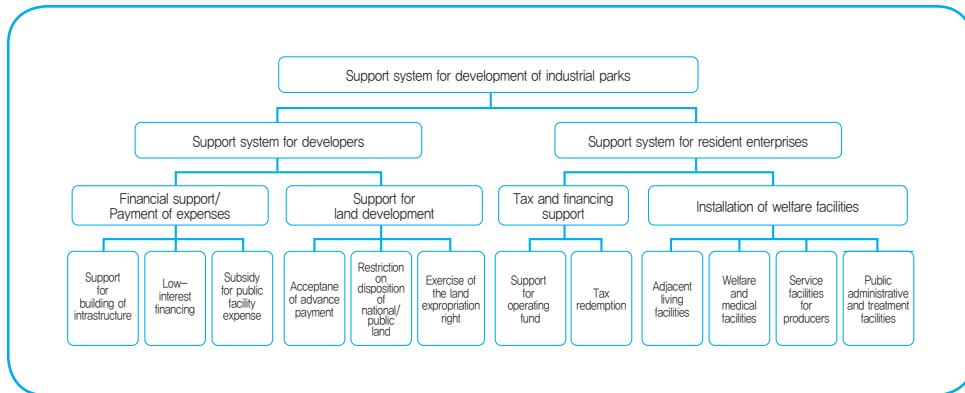 Support system for development of industrial parks
Support system for developers
Support system for resident enterprises
Financial support/
Payment of expenses
Support for
land development
Tax and financing
support
Installation of welfare facilities
Support
for
building of
intrastructure
Low-
interest
financing
Subsidy
for public
facility
expense
Acceptane
of advance
payment
Restriction
on
disposition
of
national/
public
land
Exercise of
the land
expropriation
right
Support
for
operating
fund
Tax
redemption
Adjacent
living
facilities
Welfare
and
medical
facilities
Service
facilities
for
producers
Public
administrative
and treatment
facilities